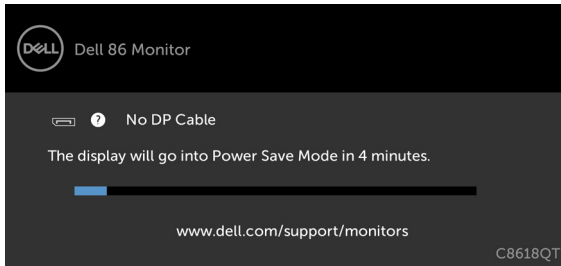 DELL
Dell 86 Monitor
? No DP Cable
The display will go into Power Save Mode in 4 minutes.
www.dell.com/support/monitors
C8618QT